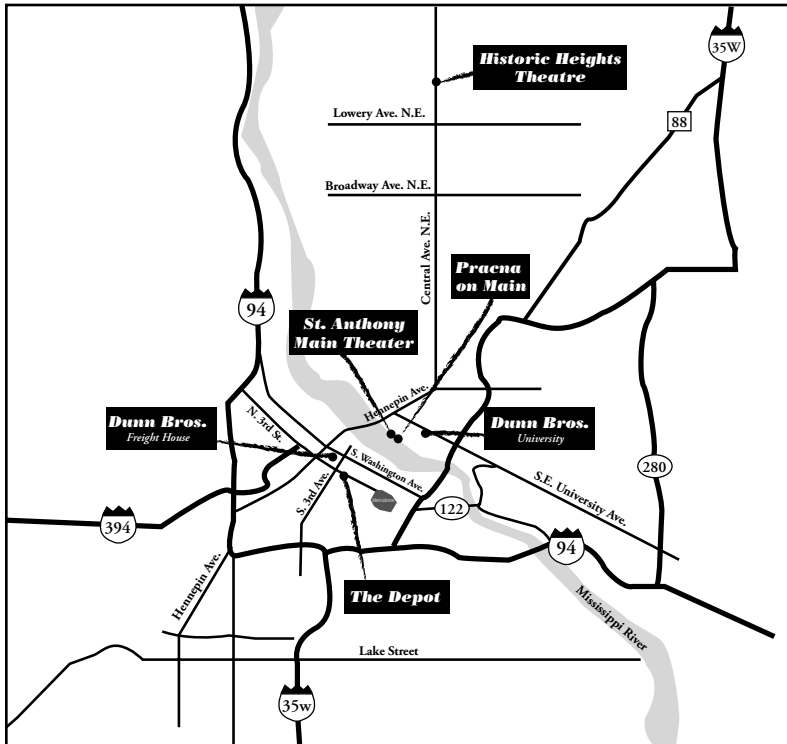 35W
Historic Heights
Theatre
Lowery Ave. N.E.
88
Broadway Ave. N.E.
Central Ave. N.E.
Pracna
on Main
94
St. Anthony
Main Theater
Hennepin Ave.
Dunn Bros.
Freight House
N. 3rd St.
Dunn Bros.
University
S. Washington Ave.
S. 3rd Ave.
Metrodome
S.E. University Ave.
280
122
394
94
Hennepin Ave.
The Depot
Mississippi River
Lake Street
35W